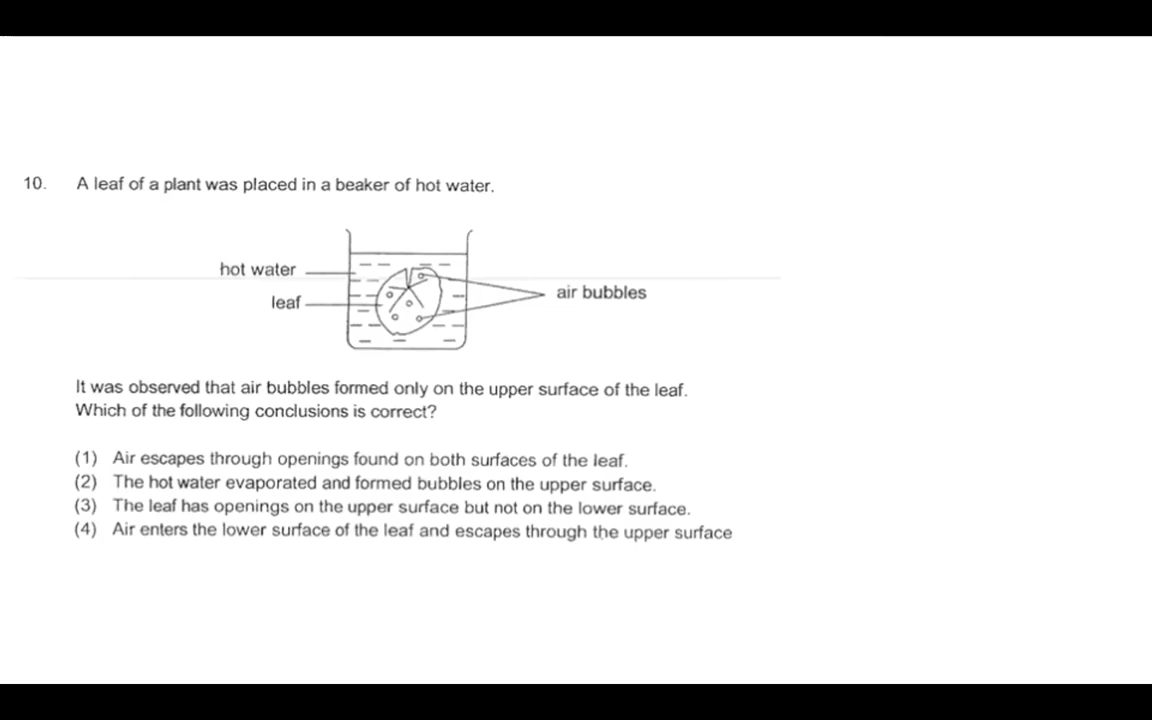 10. A leaf of a plant was placed in a beaker of hot water.
hot water
air bubbles
leaf
It was observed that air bubbles formed only on the upper surface of the leaf.
Which of the following conclusions is correct?
(1) Air escapes through openings found on both surfaces of the leaf.
(2) The hot water evaporated and formed bubbles on the upper surface.
(3) The leaf has openings on the upper surface but not on the lower surface.
(4) Air enters the lower surface of the leaf and escapes through the upper surface